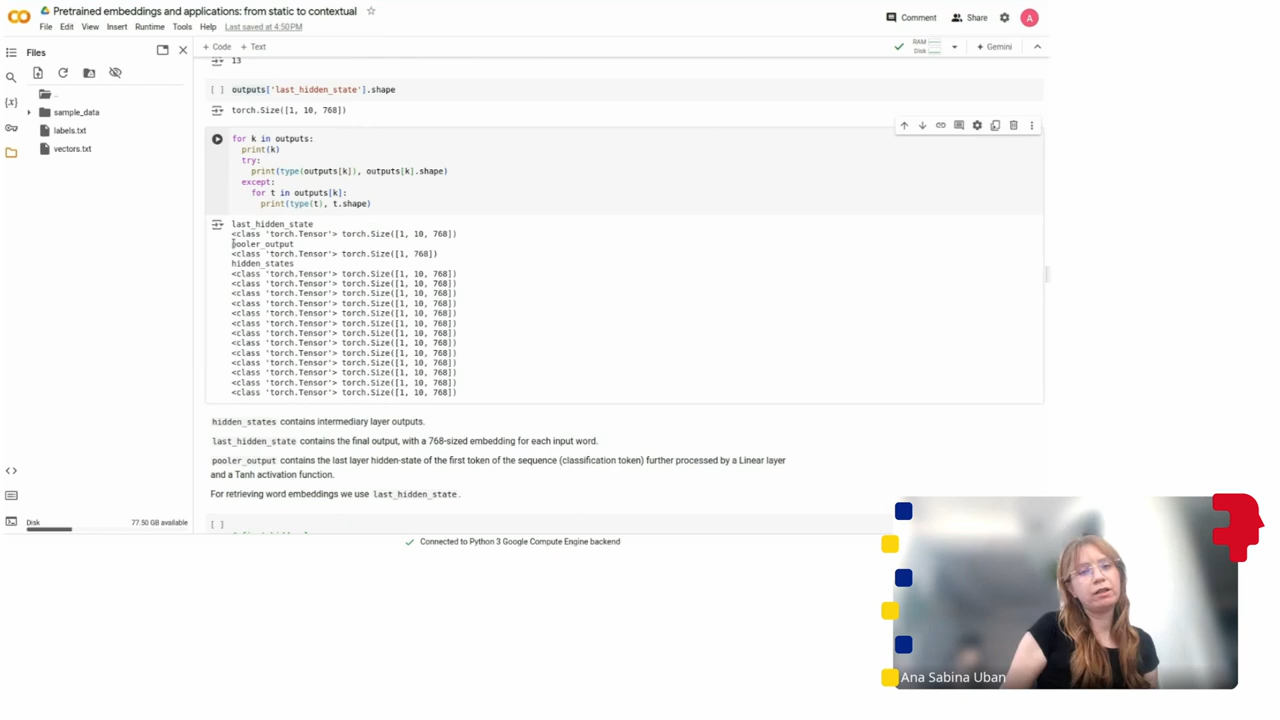 Pretrained embeddings and applications: from static to contextual
Comment
Share
A
File Edit View Insert Runtime Tools Help Last saved at 4:50PM
Files
+ Code + Text
RAM
Disk
Gemini
..
sample_data
labels.txt
vectors.txt
13
[ ] outputs['last_hidden_state'].shape
torch.Size([1, 10, 768])
for k in outputs:
print(k)
try:
print(type(outputs[k]), outputs[k].shape)
except:
for t in outputs[k]:
print(type(t), t.shape)
last_hidden_state
<class 'torch.Tensor'> torch.Size([1, 10, 768])
pooler_output
<class 'torch.Tensor'> torch.Size([1, 768])
hidden_states
<class 'torch.Tensor'> torch.Size([1, 10, 768])
<class 'torch.Tensor'> torch.Size([1, 10, 768])
<class 'torch.Tensor'> torch.Size([1, 10, 768])
<class 'torch.Tensor'> torch.Size([1, 10, 768])
<class 'torch.Tensor'> torch.Size([1, 10, 768])
<class 'torch.Tensor'> torch.Size([1, 10, 768])
<class 'torch.Tensor'> torch.Size([1, 10, 768])
<class 'torch.Tensor'> torch.Size([1, 10, 768])
<class 'torch.Tensor'> torch.Size([1, 10, 768])
<class 'torch.Tensor'> torch.Size([1, 10, 768])
<class 'torch.Tensor'> torch.Size([1, 10, 768])
<class 'torch.Tensor'> torch.Size([1, 10, 768])
<class 'torch.Tensor'> torch.Size([1, 10, 768])
hidden_states contains intermediary layer outputs.
last_hidden_state contains the final output, with a 768-sized embedding for each input word.
pooler_output contains the last layer hidden-state of the first token of the sequence (classification token) further processed by a Linear layer
and a Tanh activation function.
For retrieving word embeddings we use last_hidden_state.
[ ]
Disk 77.50 GB available
Connected to Python 3 Google Compute Engine backend
Ana Sabina Uban